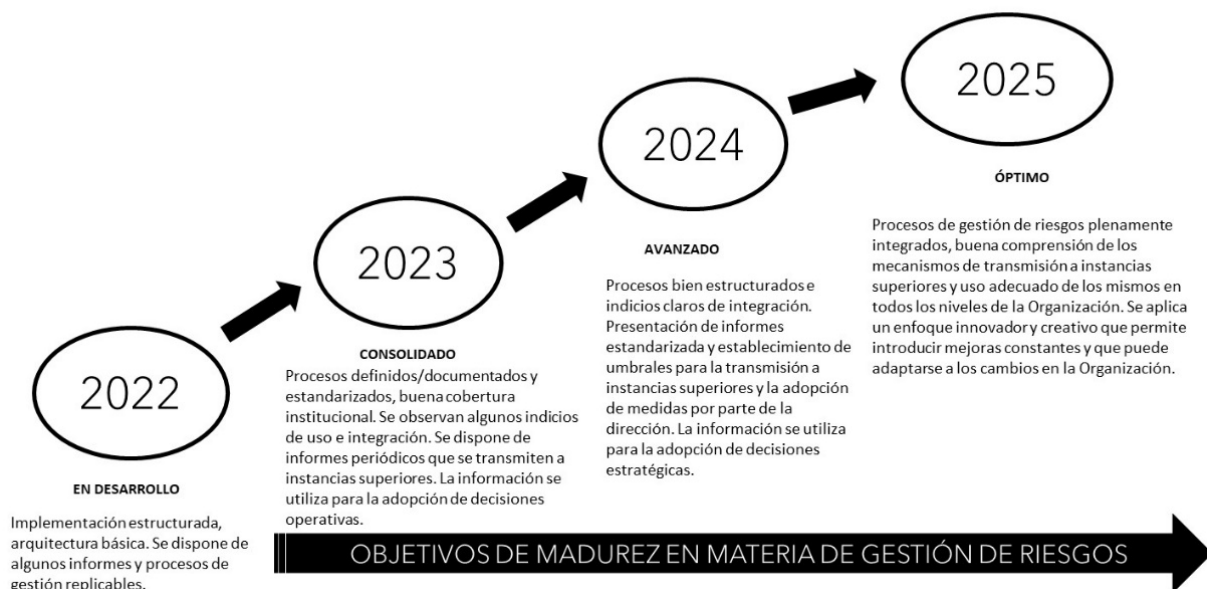 2022
EN DESARROLLO
Implementación estructurada,
arquitectura básica. Se dispone de
algunos informes y procesos de
gestión replicables.
2023
CONSOLIDADO
Procesos definidos/documentados y
estandarizados, buena cobertura
institucional. Se observan algunos indicios
de uso e integración. Se dispone de
informes periódicos que se transmiten a
instancias superiores. La información se
utiliza para la adopción de decisiones
operativas.
2024
AVANZADO
Procesos bien estructurados e
indicios claros de integración.
Presentación de informes
estandarizada y establecimiento de
umbrales para la transmisión a
instancias superiores y la adopción
de medidas por parte de la
dirección. La información se utiliza
para la adopción de decisiones
estratégicas.
2025
ÓPTIMO
Procesos de gestión de riesgos plenamente
integrados, buena comprensión de los
mecanismos de transmisión a instancias
superiores y uso adecuado de los mismos en
todos los niveles de la Organización. Se aplica
un enfoque innovador y creativo que permite
introducir mejoras constantes y que puede
adaptarse a los cambios en la Organización.
OBJETIVOS DE MADUREZ EN MATERIA DE GESTIÓN DE RIESGOS